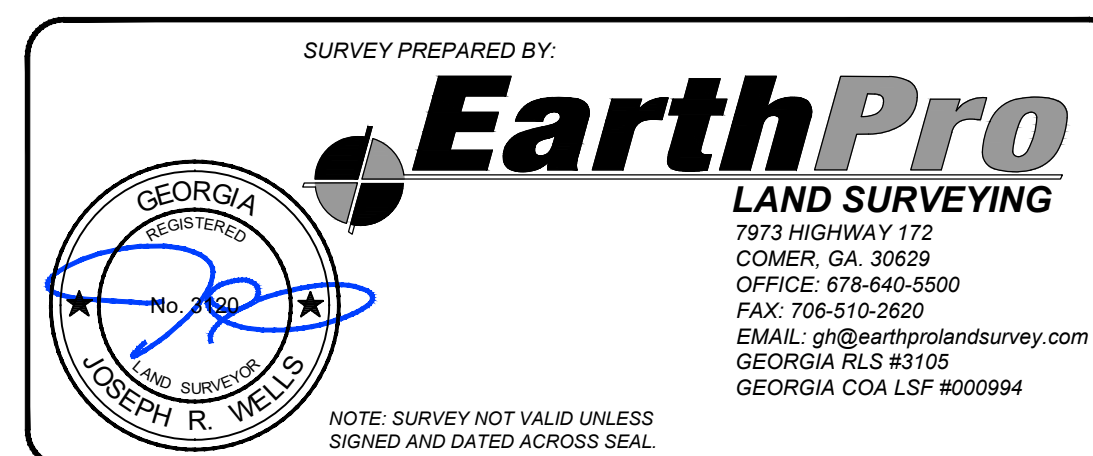 SURVEY PREPARED BY:
EarthPro
LAND SURVEYING
7973 HIGHWAY 172
COMER, GA. 30629
OFFICE: 678-640-5500
FAX: 706-510-2620
EMAIL: gh@earthprolandsurvey.com
GEORGIA RLS #3105
GEORGIA COA LSF #000994
GEORGIA
REGISTERED
No. 3120
LAND SURVEYOR
JOSEPH R. WELLS
NOTE: SURVEY NOT VALID UNLESS
SIGNED AND DATED ACROSS SEAL.